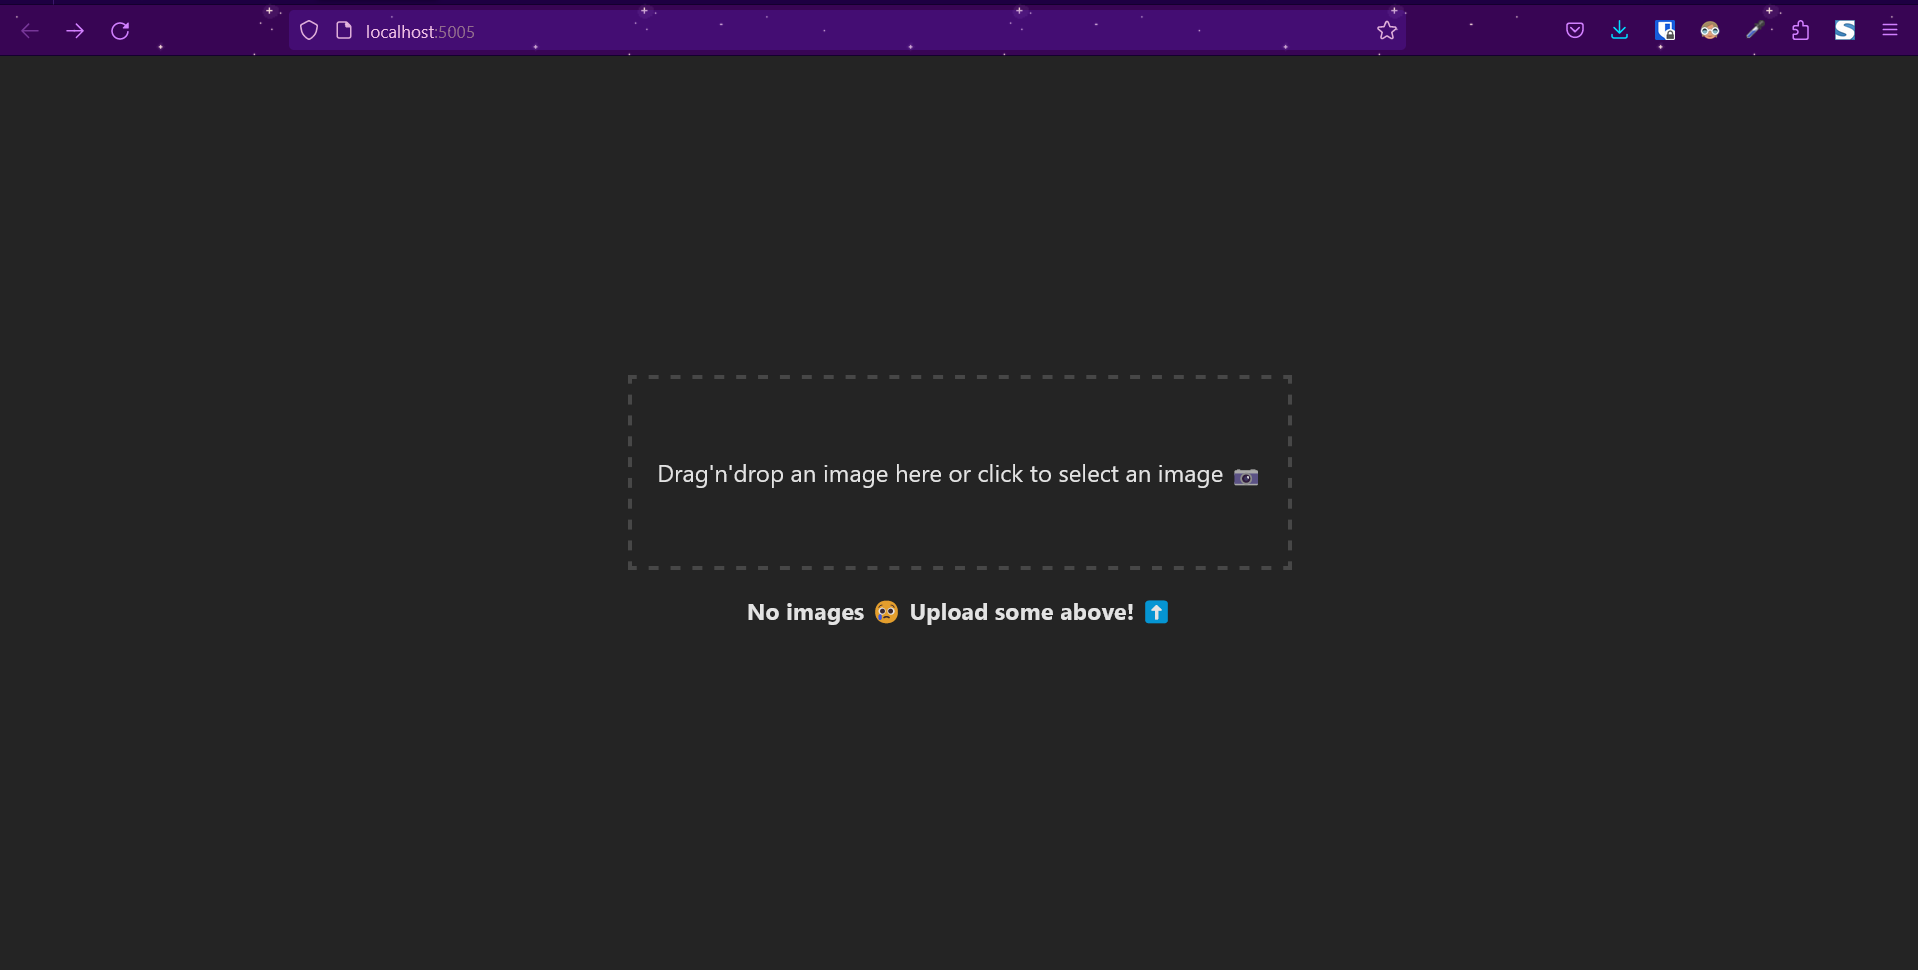 localhost:5005
Drag'n'drop an image here or click to select an image 📷
No images 😢 Upload some above! ⬆️